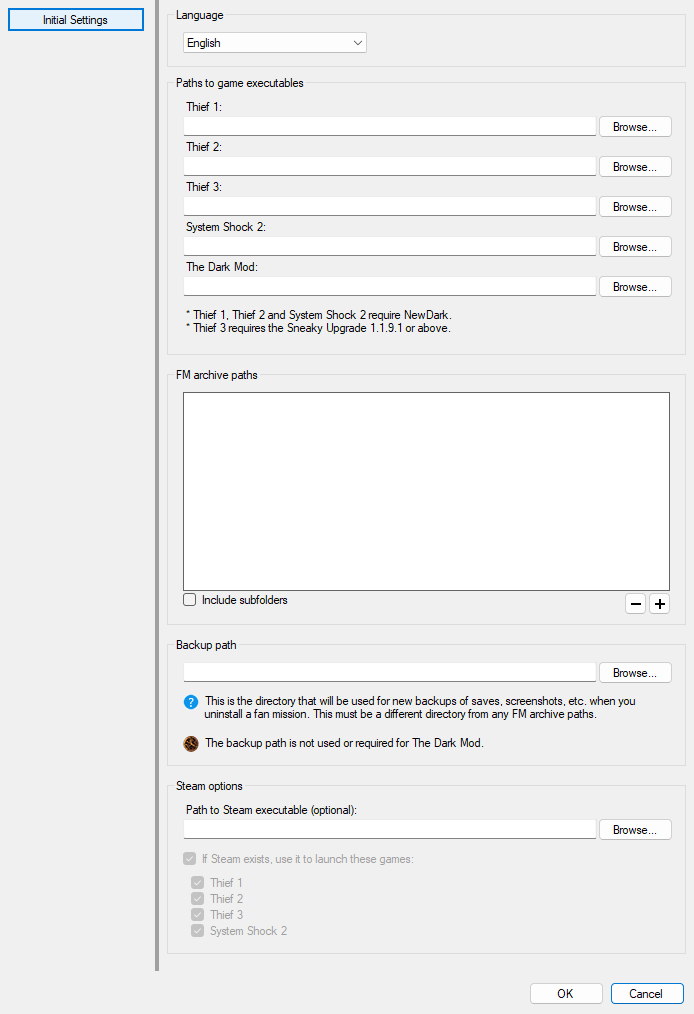 Initial Settings
Language
English
Paths to game executables
Thief 1:
Browse...
Thief 2:
Browse...
Thief 3:
Browse...
System Shock 2:
Browse...
The Dark Mod:
Browse...
* Thief 1, Thief 2 and System Shock 2 require NewDark.
* Thief 3 requires the Sneaky Upgrade 1.1.9.1 or above.
FM archive paths
Include subfolders
Backup path
Browse...
This is the directory that will be used for new backups of saves, screenshots, etc. when you
uninstall a fan mission. This must be a different directory from any FM archive paths.
The backup path is not used or required for The Dark Mod.
Steam options
Path to Steam executable (optional):
Browse...
If Steam exists, use it to launch these games:
Thief 1
Thief 2
Thief 3
System Shock 2
OK
Cancel